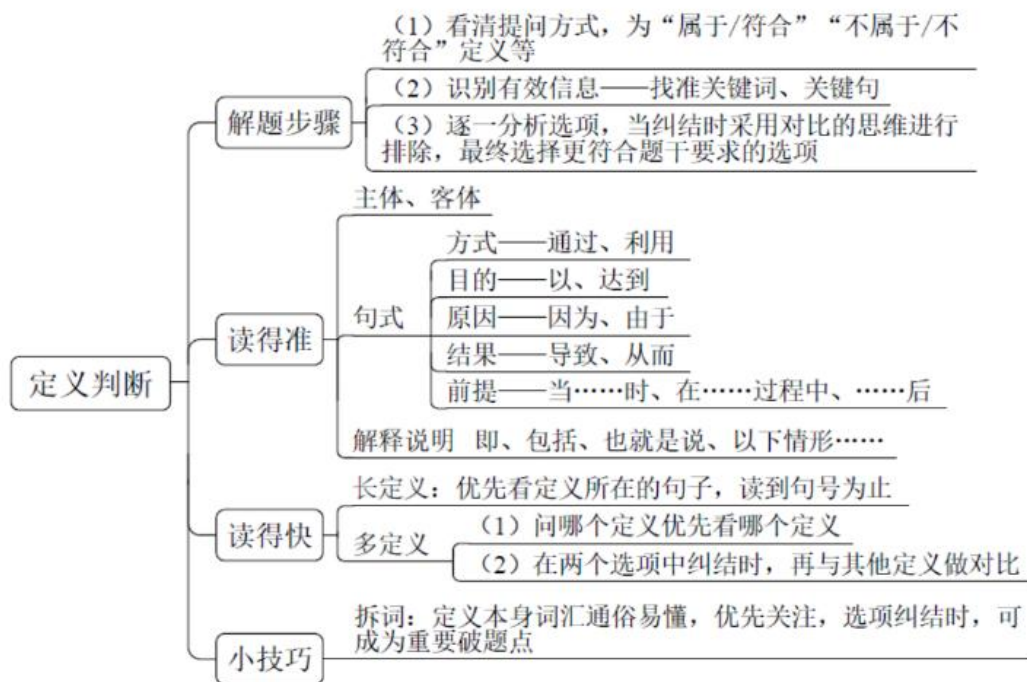 定义判断
解题步骤
（1）看清提问方式，为“属于/符合”“不属于/不
符合”定义等
（2）识别有效信息——找准关键词、关键句
（3）逐一分析选项，当纠结时采用对比的思维进行
排除，最终选择更符合题干要求的选项
读得准
主体、客体
句式
方式——通过、利用
目的——以、达到
原因——因为、由于
结果——导致、从而
前提——当……时、在……过程中、……后
解释说明 即、包括、也就是说、以下情形……
读得快
长定义：优先看定义所在的句子，读到句号为止
多定义
（1）问哪个定义优先看哪个定义
（2）在两个选项中纠结时，再与其他定义做对比
小技巧
拆词：定义本身词汇通俗易懂，优先关注，选项纠结时，可
成为重要破题点